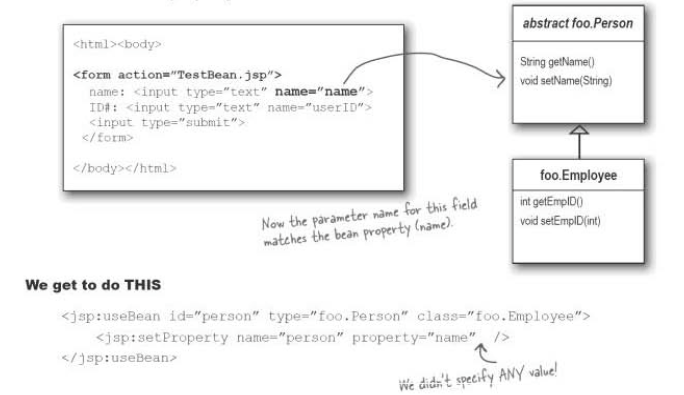 <html><body>
<form action="TestBean.jsp">
name: <input type="text" name="name">
ID#: <input type="text" name="userID">
<input type="submit">
</form>
</body></html>
abstract foo.Person
String getName()
void setName(String)
foo.Employee
int getEmpID()
void setEmpID(int)
Now the parameter name for this field
matches the bean property (name).
We get to do THIS
<jsp:useBean id="person" type="foo.Person" class="foo.Employee">
<jsp:setProperty name="person" property="name" />
</jsp:useBean>
We didn't specify ANY value!